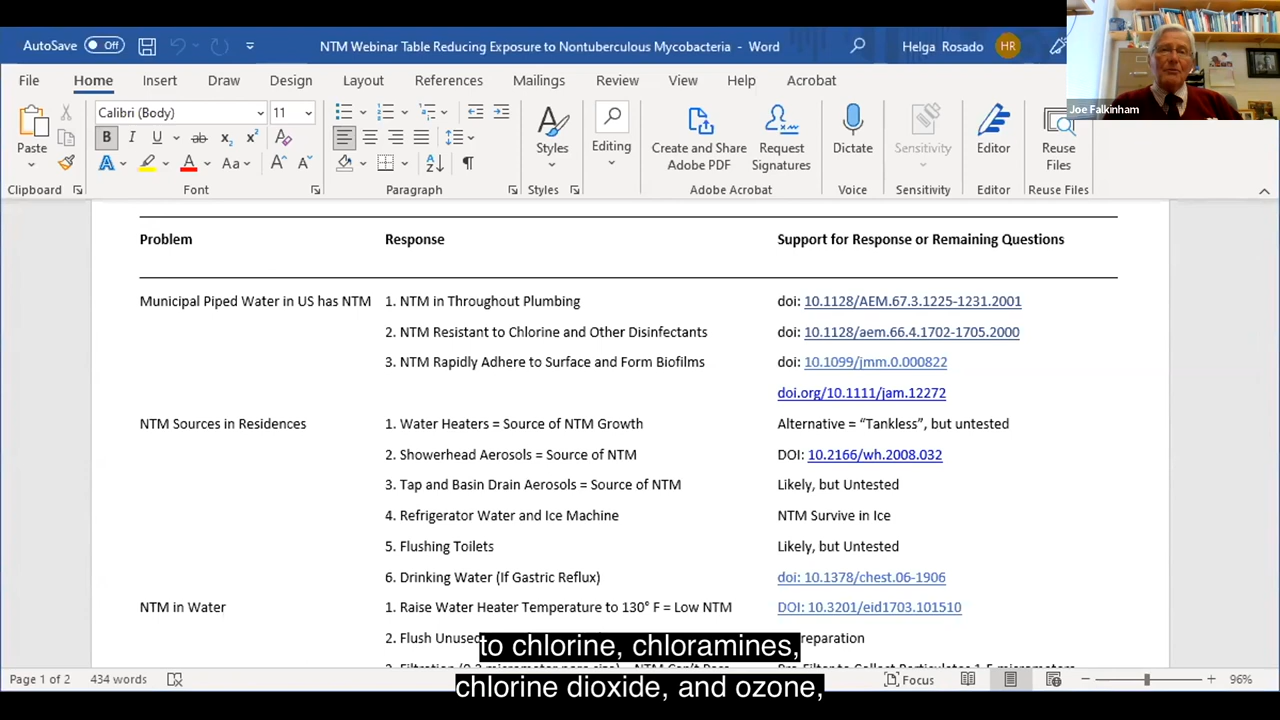 AutoSave Off NTM Webinar Table Reducing Exposure to Nontuberculous Mycobacteria - Word Helga Rosado HR
Joe Falkinham
File Home Insert Draw Design Layout References Mailings Review View Help Acrobat
Paste
Calibri (Body) 11
Styles
Editing
Create and Share Adobe PDF
Request Signatures
Dictate
Sensitivity
Editor
Reuse Files
Clipboard Font Paragraph Styles Adobe Acrobat Voice Sensitivity Editor Reuse Files
Problem Response Support for Response or Remaining Questions
Municipal Piped Water in US has NTM 1. NTM in Throughout Plumbing doi: 10.1128/AEM.67.3.1225-1231.2001
2. NTM Resistant to Chlorine and Other Disinfectants doi: 10.1128/aem.66.4.1702-1705.2000
3. NTM Rapidly Adhere to Surface and Form Biofilms doi: 10.1099/jmm.0.000822
doi.org/10.1111/jam.12272
NTM Sources in Residences 1. Water Heaters = Source of NTM Growth Alternative = “Tankless”, but untested
2. Showerhead Aerosols = Source of NTM DOI: 10.2166/wh.2008.032
3. Tap and Basin Drain Aerosols = Source of NTM Likely, but Untested
4. Refrigerator Water and Ice Machine NTM Survive in Ice
5. Flushing Toilets Likely, but Untested
6. Drinking Water (If Gastric Reflux) doi: 10.1378/chest.06-1906
NTM in Water 1. Raise Water Heater Temperature to 130° F = Low NTM DOI: 10.3201/eid1703.101510
2. Flush Unused
to chlorine, chloramines,
chlorine dioxide, and ozone,
Page 1 of 2 434 words Focus 96%